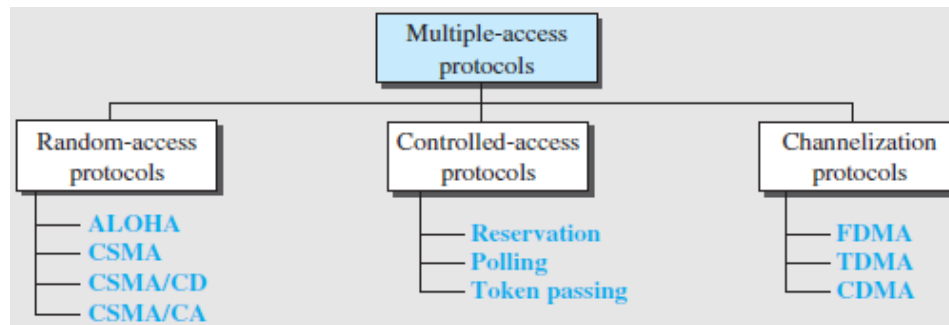 Multiple-access
protocols
Random-access
protocols
Controlled-access
protocols
Channelization
protocols
ALOHA
CSMA
CSMA/CD
CSMA/CA
Reservation
Polling
Token passing
FDMA
TDMA
CDMA